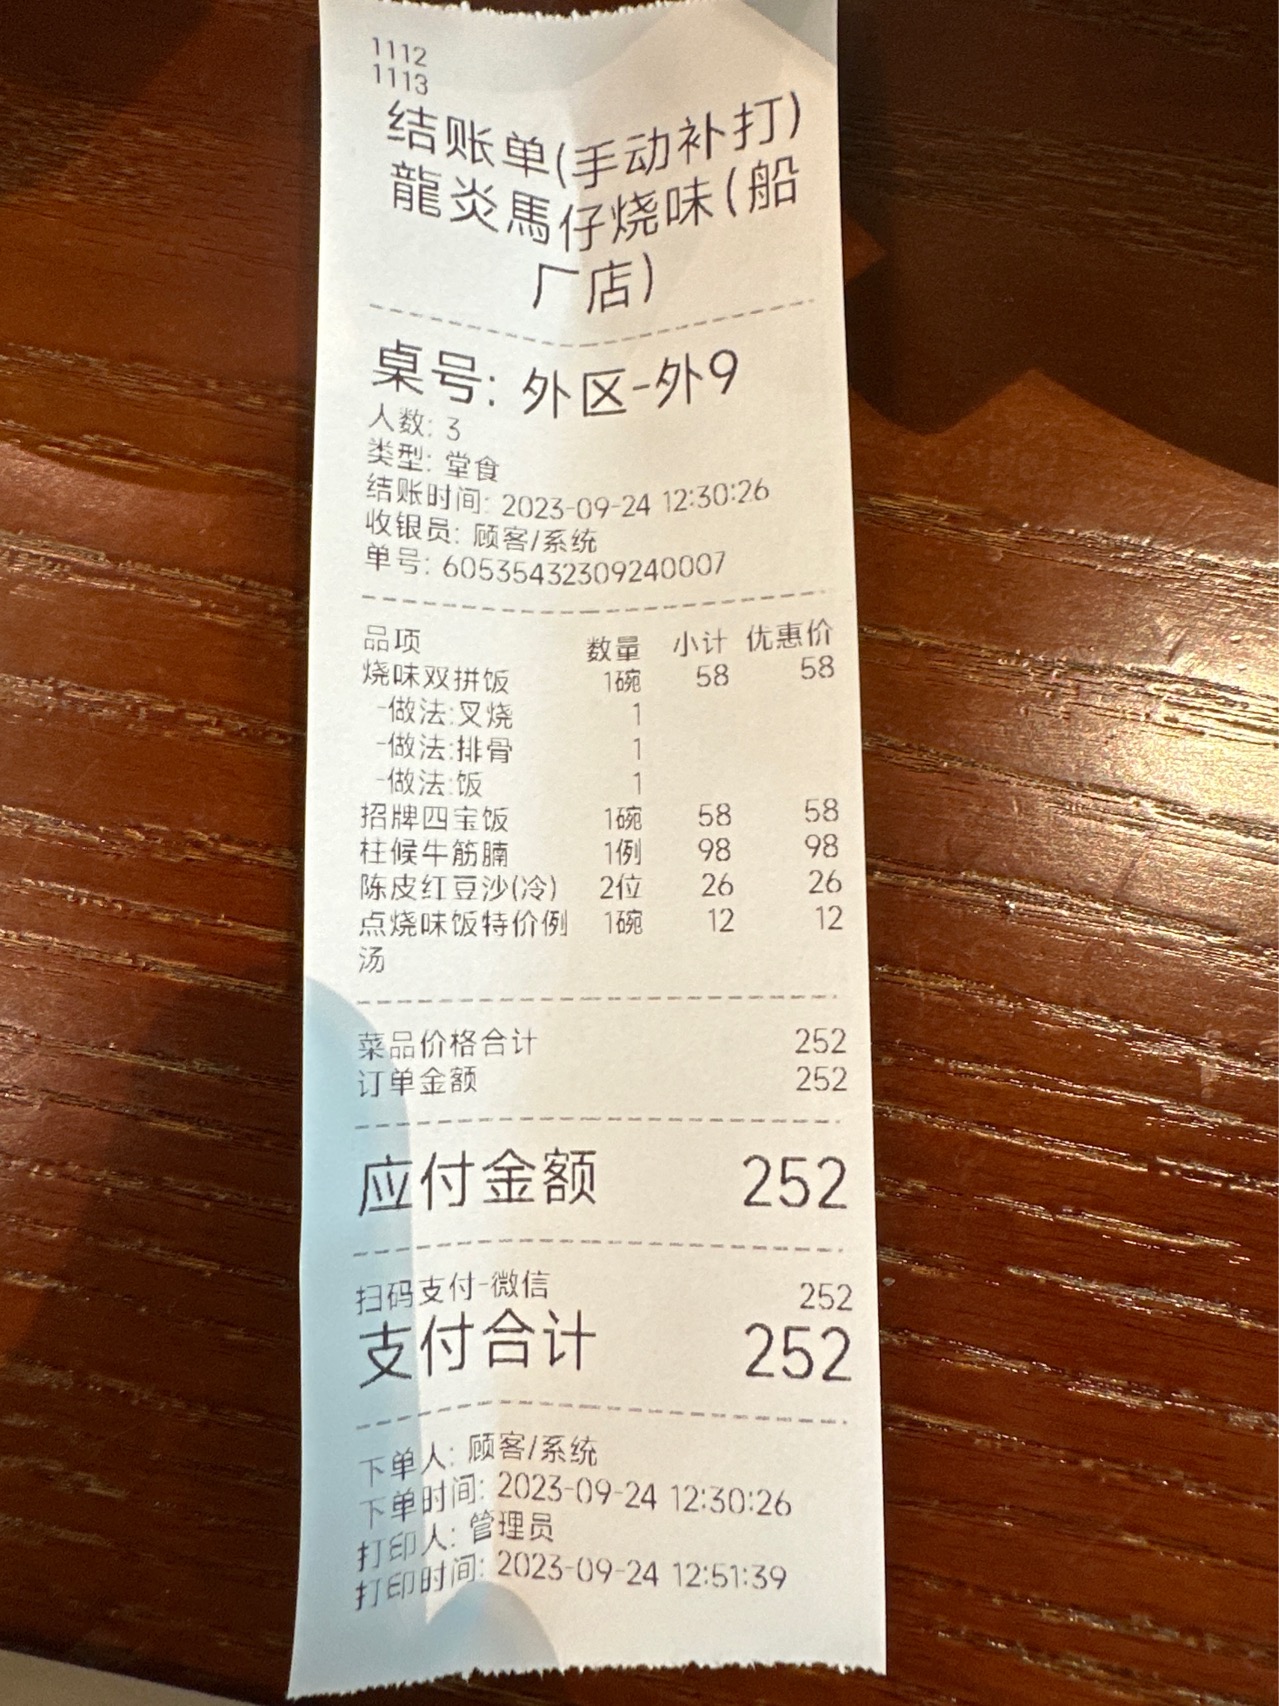 1112
1113
结账单(手动补打)
龍炎馬仔烧味(船
厂店)
桌号: 外区-外9
人数: 3
类型: 堂食
结账时间: 2023-09-24 12:30:26
收银员: 顾客/系统
单号: 60535432309240007
品项 数量 小计 优惠价
烧味双拼饭 1碗 58 58
-做法:叉烧 1
-做法:排骨 1
-做法:饭 1
招牌四宝饭 1碗 58 58
柱候牛筋腩 1例 98 98
陈皮红豆沙(冷) 2位 26 26
点烧味饭特价例 1碗 12 12
汤
菜品价格合计 252
订单金额 252
应付金额 252
扫码支付-微信 252
支付合计 252
下单人: 顾客/系统
下单时间: 2023-09-24 12:30:26
打印人: 管理员
打印时间: 2023-09-24 12:51:39